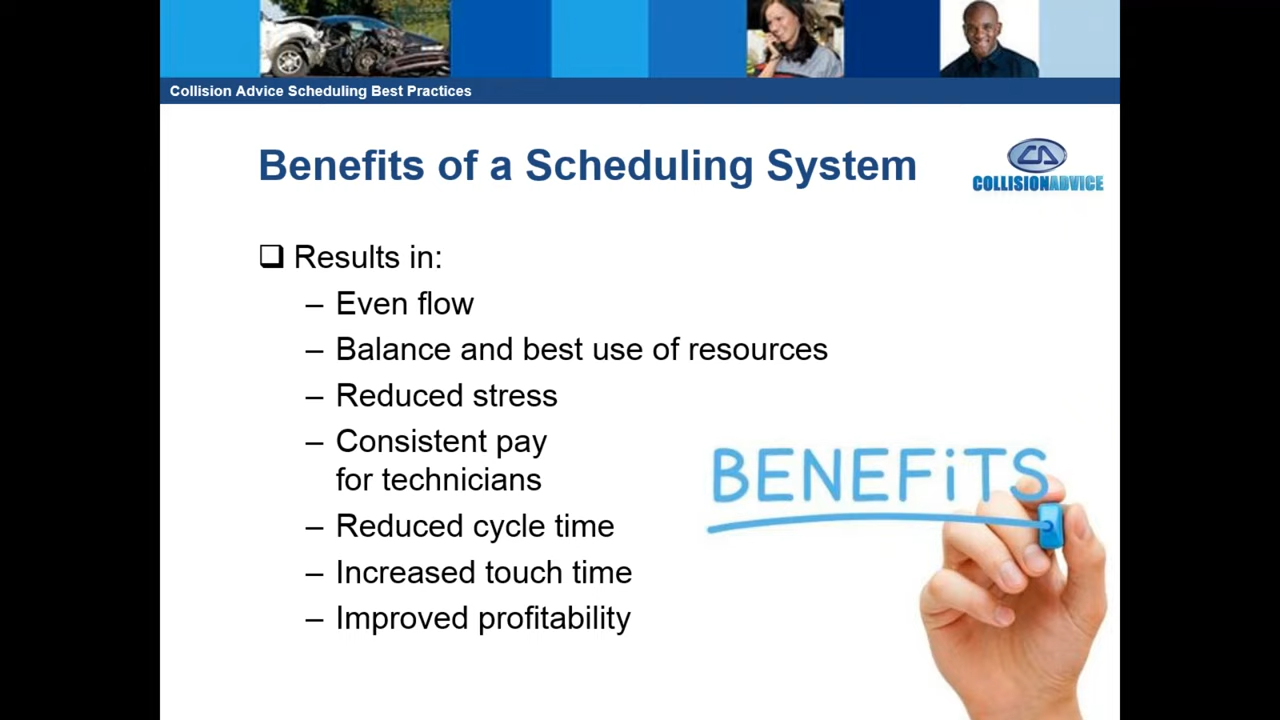 Collision Advice Scheduling Best Practices
Benefits of a Scheduling System
COLLISIONADVICE
❑ Results in:
– Even flow
– Balance and best use of resources
– Reduced stress
– Consistent pay
for technicians
BENEFiTS
– Reduced cycle time
– Increased touch time
– Improved profitability